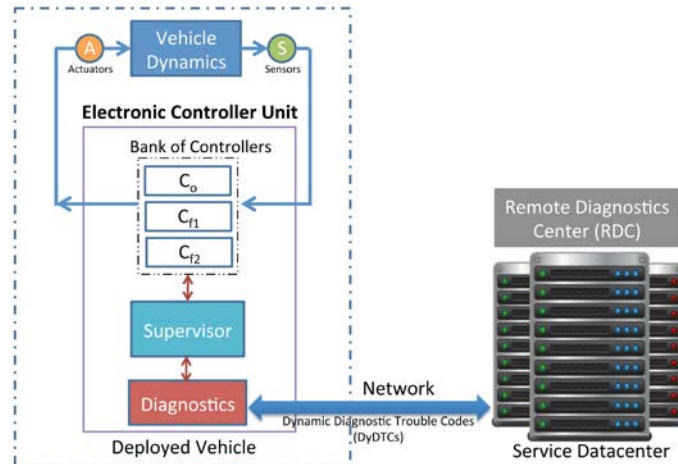 A
Actuators
Vehicle
Dynamics
S
Sensors
Electronic Controller Unit
Bank of Controllers
Co
Cf1
Cf2
Supervisor
Diagnostics
Deployed Vehicle
Network
Dynamic Diagnostic Trouble Codes
(DyDTCs)
Remote Diagnostics
Center (RDC)
Service Datacenter